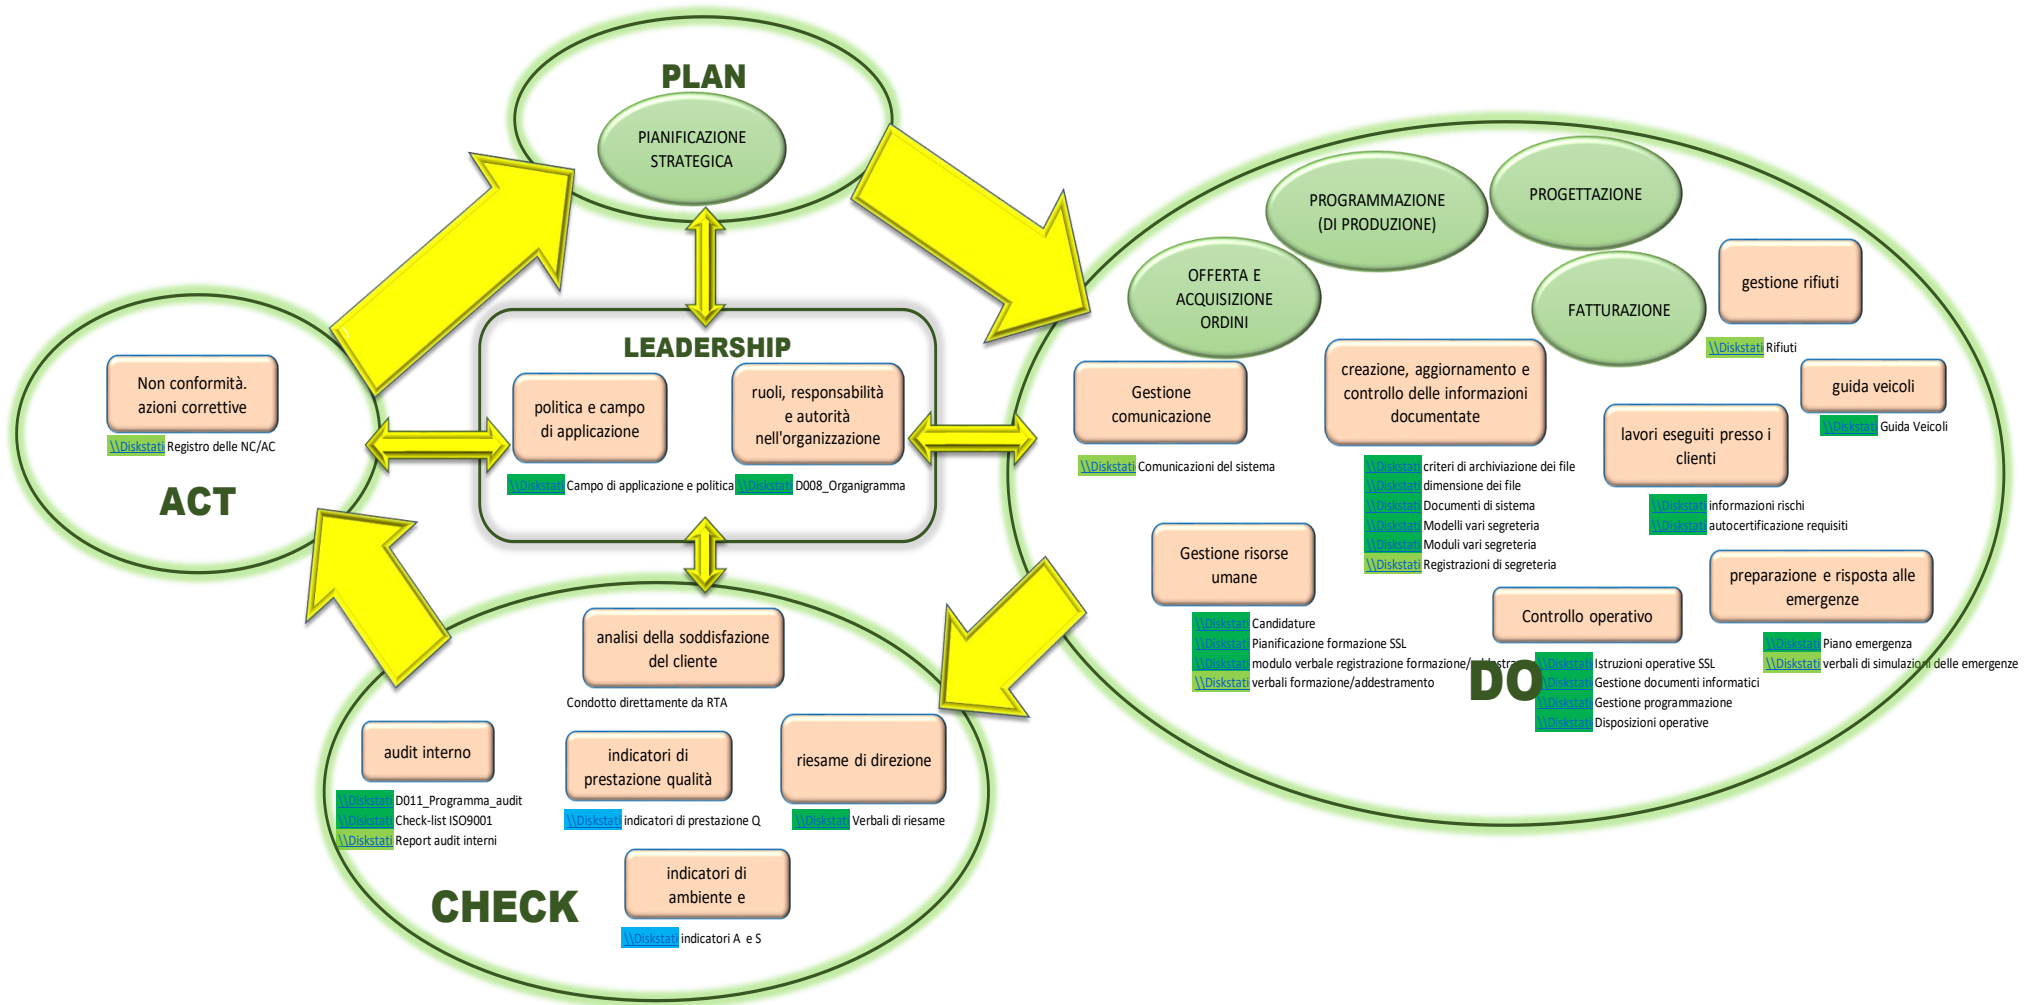 PLAN
PIANIFICAZIONE
STRATEGICA
LEADERSHIP
politica e campo
di applicazione
\\Diskstati Campo di applicazione e politica
ruoli, responsabilità
e autorità
nell'organizzazione
\\Diskstati D008_Organigramma
Non conformità.
azioni correttive
\\Diskstati Registro delle NC/AC
ACT
OFFERTA E
ACQUISIZIONE
ORDINI
PROGRAMMAZIONE
(DI PRODUZIONE)
PROGETTAZIONE
FATTURAZIONE
gestione rifiuti
\\Diskstati Rifiuti
guida veicoli
\\Diskstati Guida Veicoli
Gestione
comunicazione
\\Diskstati Comunicazioni del sistema
creazione, aggiornamento e
controllo delle informazioni
documentate
\\Diskstati criteri di archiviazione dei file
\\Diskstati dimensione dei file
\\Diskstati Documenti di sistema
\\Diskstati Modelli vari segreteria
\\Diskstati Moduli vari segreteria
\\Diskstati Registrazioni di segreteria
lavori eseguiti presso i
clienti
\\Diskstati informazioni rischi
\\Diskstati autocertificazione requisiti
Gestione risorse
umane
\\Diskstati Candidature
\\Diskstati Pianificazione formazione SSL
\\Diskstati modulo verbale registrazione formazione/
\\Diskstati verbali formazione/addestramento
Controllo operativo
\\Diskstati Istruzioni operative SSL
\\Diskstati Gestione documenti informatici
\\Diskstati Gestione programmazione
\\Diskstati Disposizioni operative
preparazione e risposta alle
emergenze
\\Diskstati Piano emergenza
\\Diskstati verbali di simulazioni delle emergenze
DO
analisi della soddisfazione
del cliente
Condotto direttamente da RTA
audit interno
\\Diskstati D011_Programma_audit
\\Diskstati Check-list ISO9001
\\Diskstati Report audit interni
indicatori di
prestazione qualità
\\Diskstati indicatori di prestazione Q
riesame di direzione
\\Diskstati Verbali di riesame
indicatori di
ambiente e
\\Diskstati indicatori A e S
CHECK